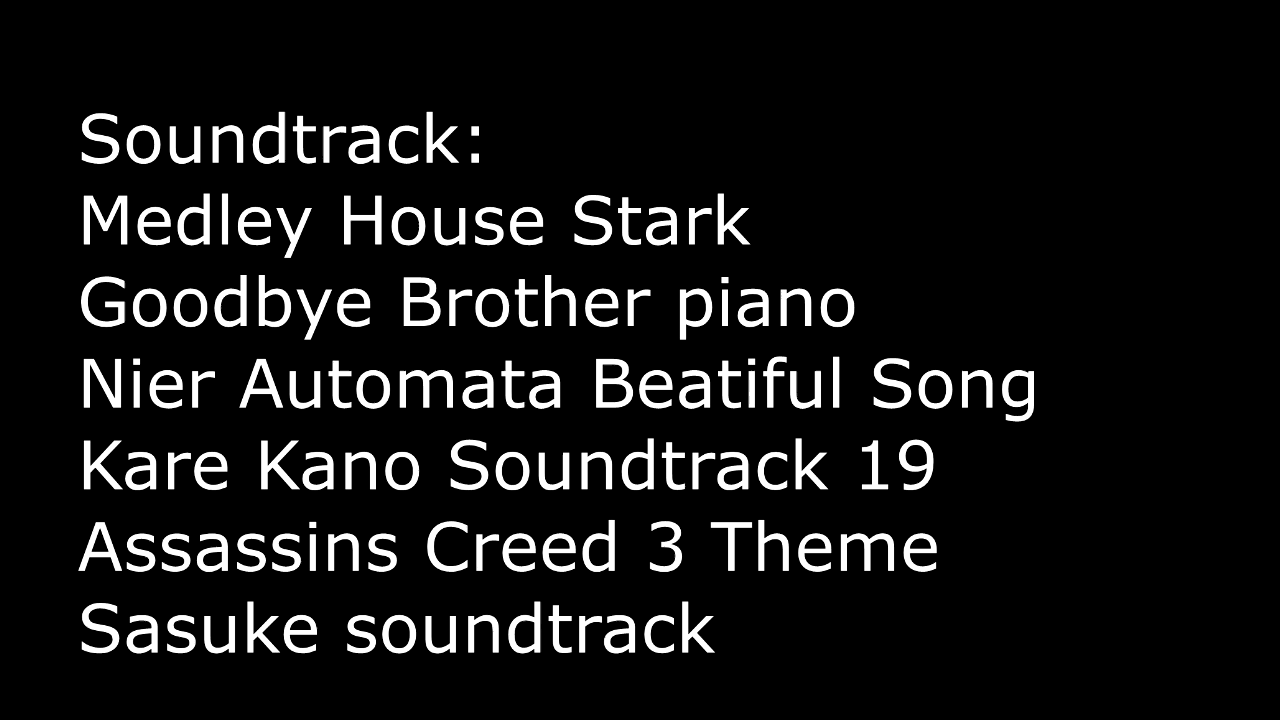 Soundtrack:
Medley House Stark
Goodbye Brother piano
Nier Automata Beatiful Song
Kare Kano Soundtrack 19
Assassins Creed 3 Theme
Sasuke soundtrack